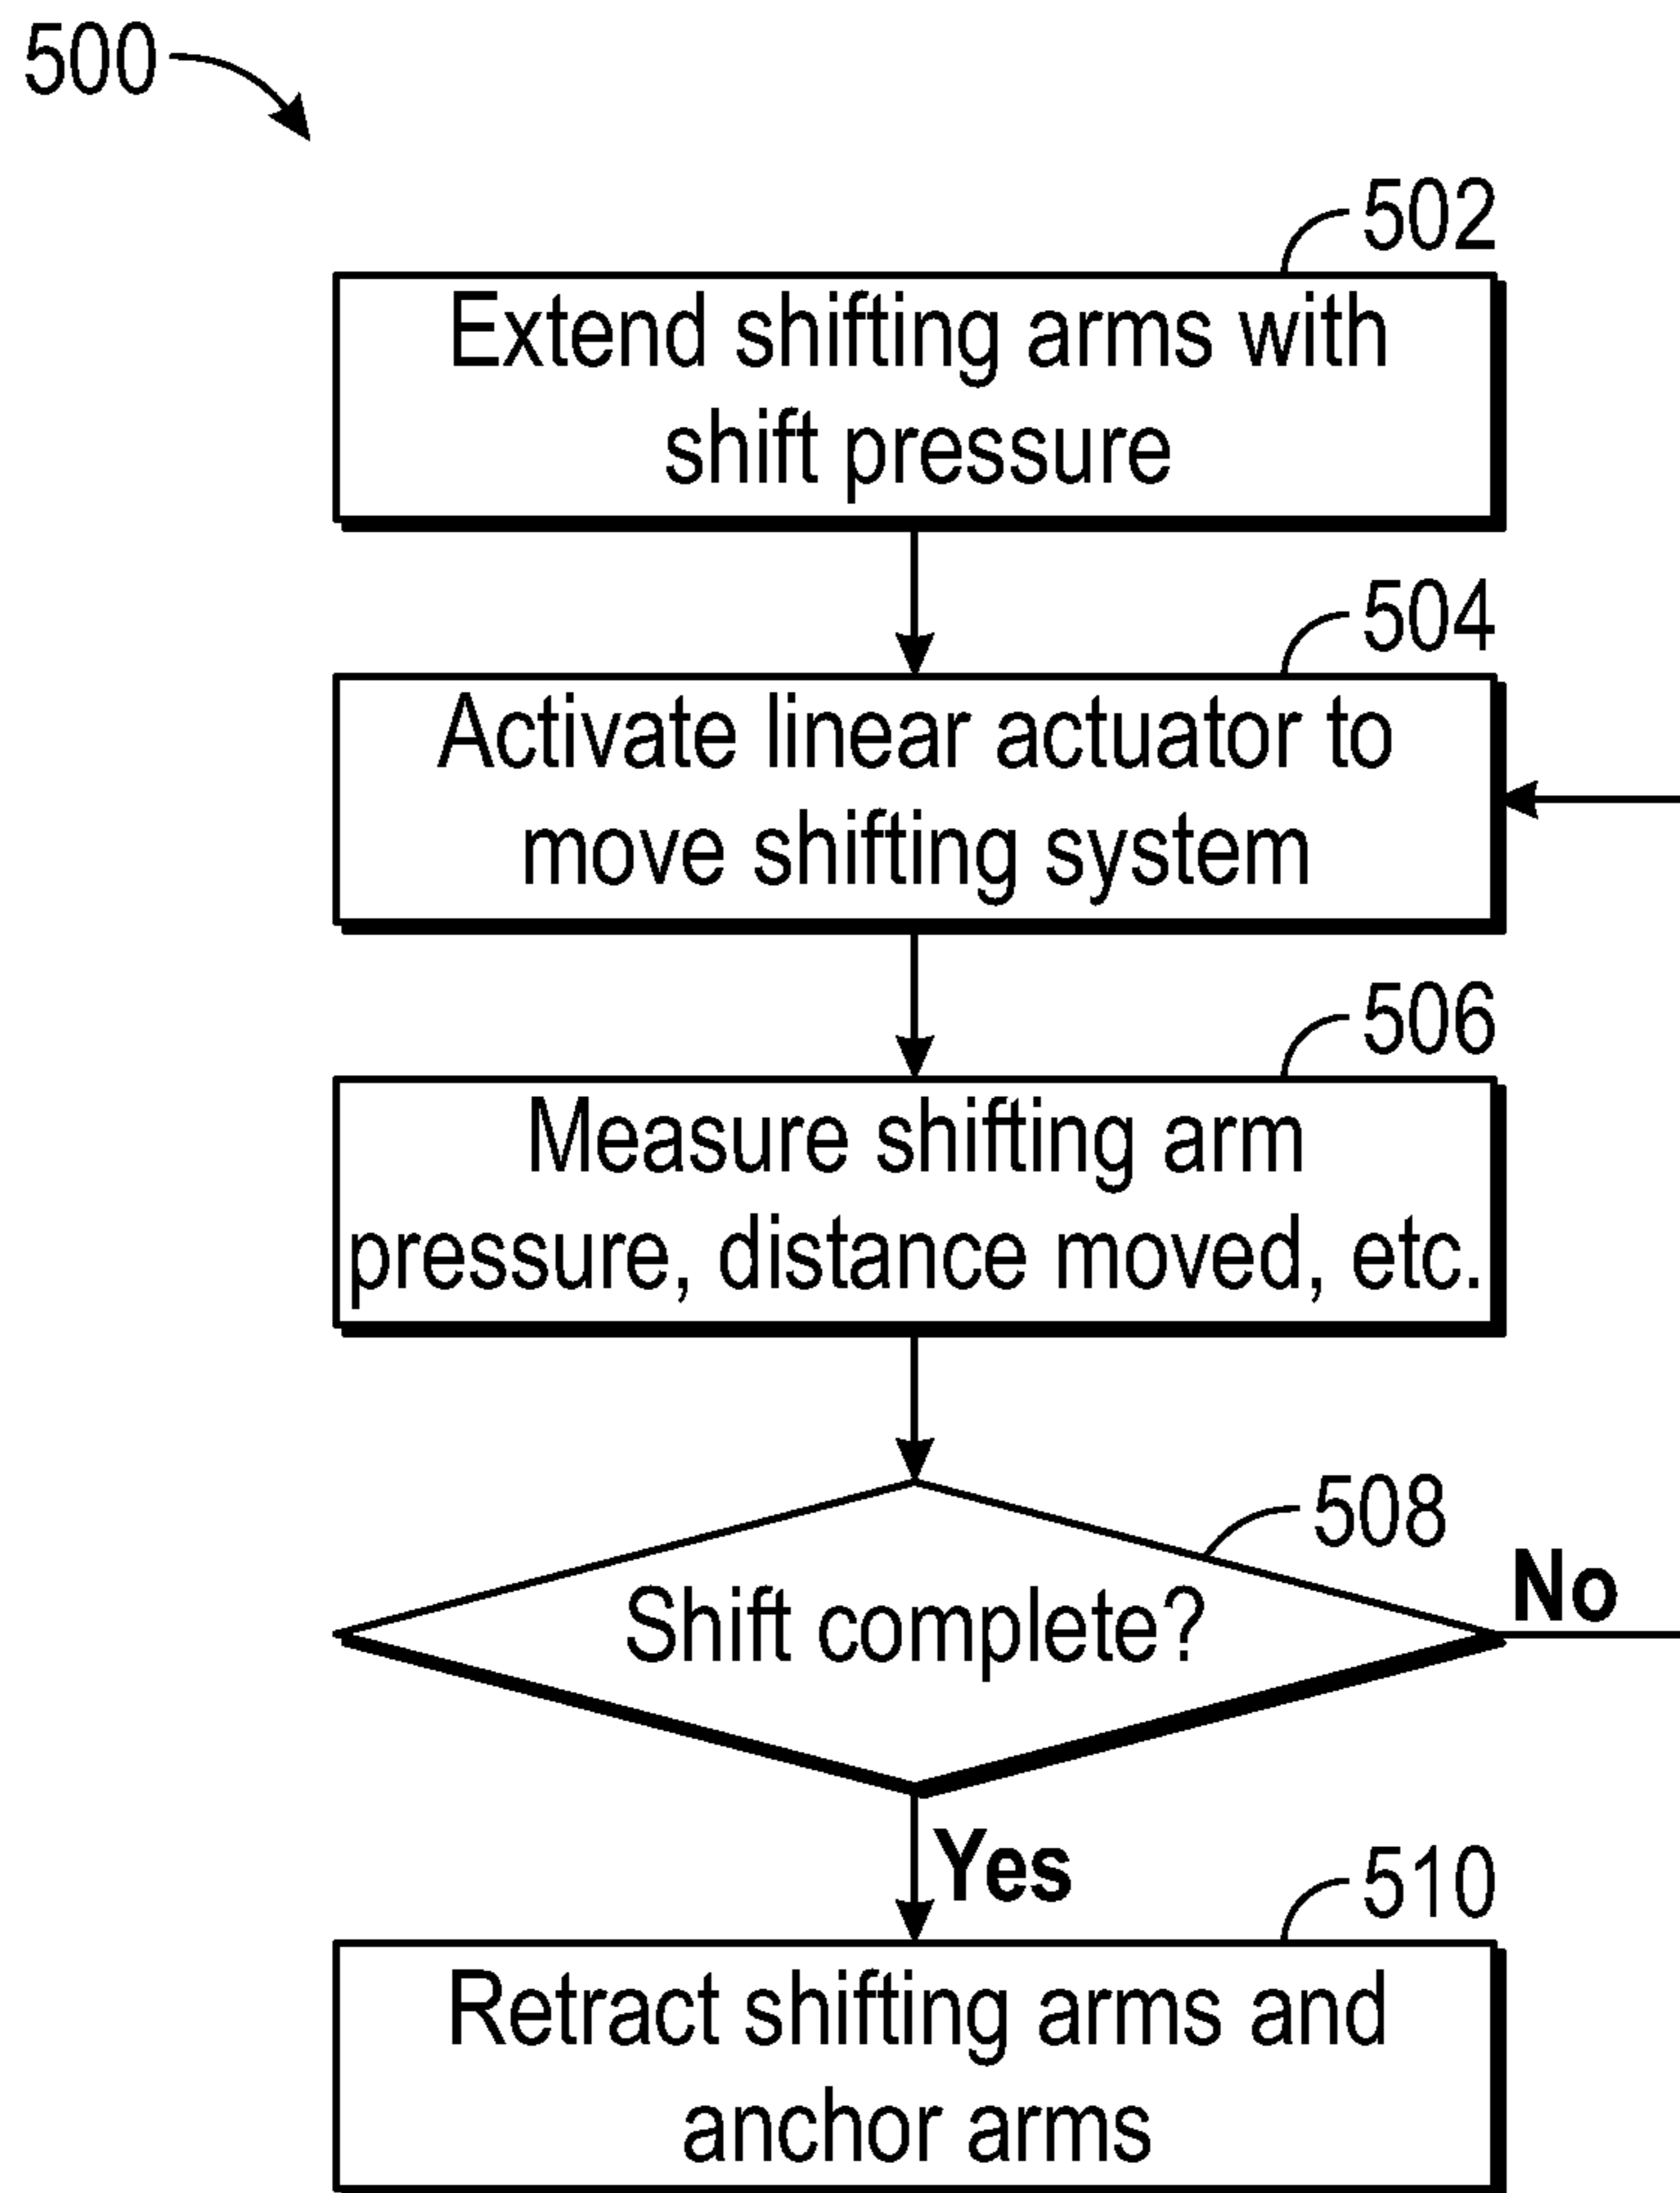 500
502
Extend shifting arms with
shift pressure
504
Activate linear actuator to
move shifting system
506
Measure shifting arm
pressure, distance moved, etc.
508
Shift complete?
No
Yes
510
Retract shifting arms and
anchor arms